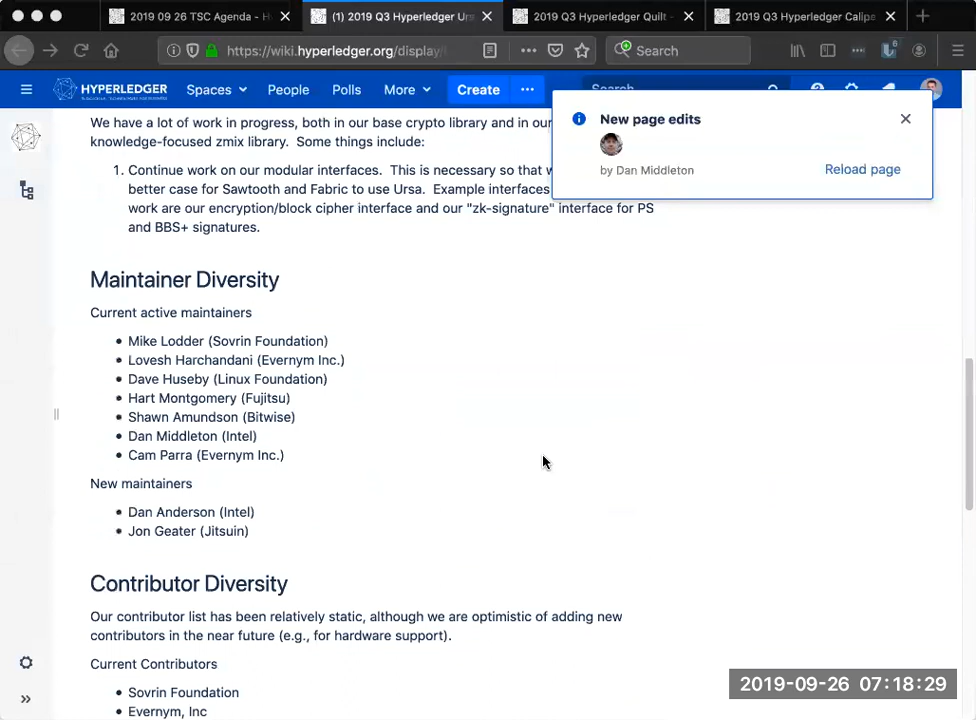 2019 09 26 TSC Agenda - H
(1) 2019 Q3 Hyperledger Urs
2019 Q3 Hyperledger Quilt -
2019 Q3 Hyperledger Calipe
https://wiki.hyperledger.org/display/
Search
6
HYPERLEDGER
Spaces
People
Polls
More
Create
Search
New page edits
by Dan Middleton
Reload page
We have a lot of work in progress, both in our base crypto library and in our
knowledge-focused zmix library. Some things include:
1. Continue work on our modular interfaces. This is necessary so that
better case for Sawtooth and Fabric to use Ursa. Example interfaces
work are our encryption/block cipher interface and our "zk-signature" interface for PS
and BBS+ signatures.
Maintainer Diversity
Current active maintainers
• Mike Lodder (Sovrin Foundation)
• Lovesh Harchandani (Evernym Inc.)
• Dave Huseby (Linux Foundation)
• Hart Montgomery (Fujitsu)
• Shawn Amundson (Bitwise)
• Dan Middleton (Intel)
• Cam Parra (Evernym Inc.)
New maintainers
• Dan Anderson (Intel)
• Jon Geater (Jitsuin)
Contributor Diversity
Our contributor list has been relatively static, although we are optimistic of adding new
contributors in the near future (e.g., for hardware support).
Current Contributors
• Sovrin Foundation
• Evernym, Inc
2019-09-26 07:18:29